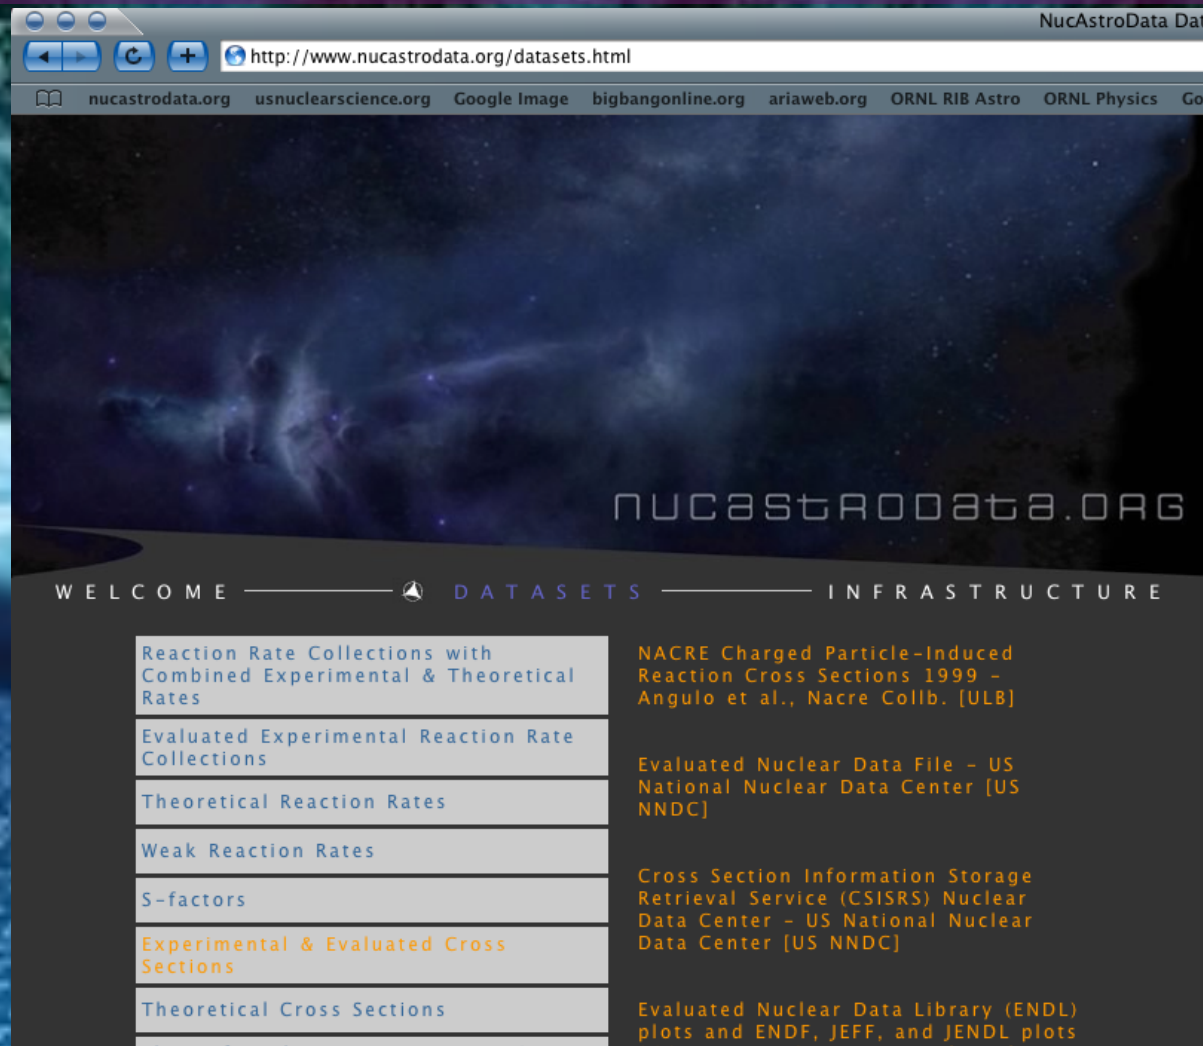 NucAstroData Dat
http://www.nucastrodata.org/datasets.html
nucastrodata.org usnuclearscience.org Google Image bigbangonline.org ariaweb.org ORNL RIB Astro ORNL Physics Go
nucastrodata.org
WELCOME DATASETS INFRASTRUCTURE
Reaction Rate Collections with
Combined Experimental & Theoretical
Rates
Evaluated Experimental Reaction Rate
Collections
Theoretical Reaction Rates
Weak Reaction Rates
S-factors
Experimental & Evaluated Cross
Sections
Theoretical Cross Sections
NACRE Charged Particle-Induced
Reaction Cross Sections 1999 -
Angulo et al., Nacre Collb. [ULB]
Evaluated Nuclear Data File - US
National Nuclear Data Center [US
NNDC]
Cross Section Information Storage
Retrieval Service (CSISRS) Nuclear
Data Center - US National Nuclear
Data Center [US NNDC]
Evaluated Nuclear Data Library (ENDL)
plots and ENDF, JEFF, and JENDL plots